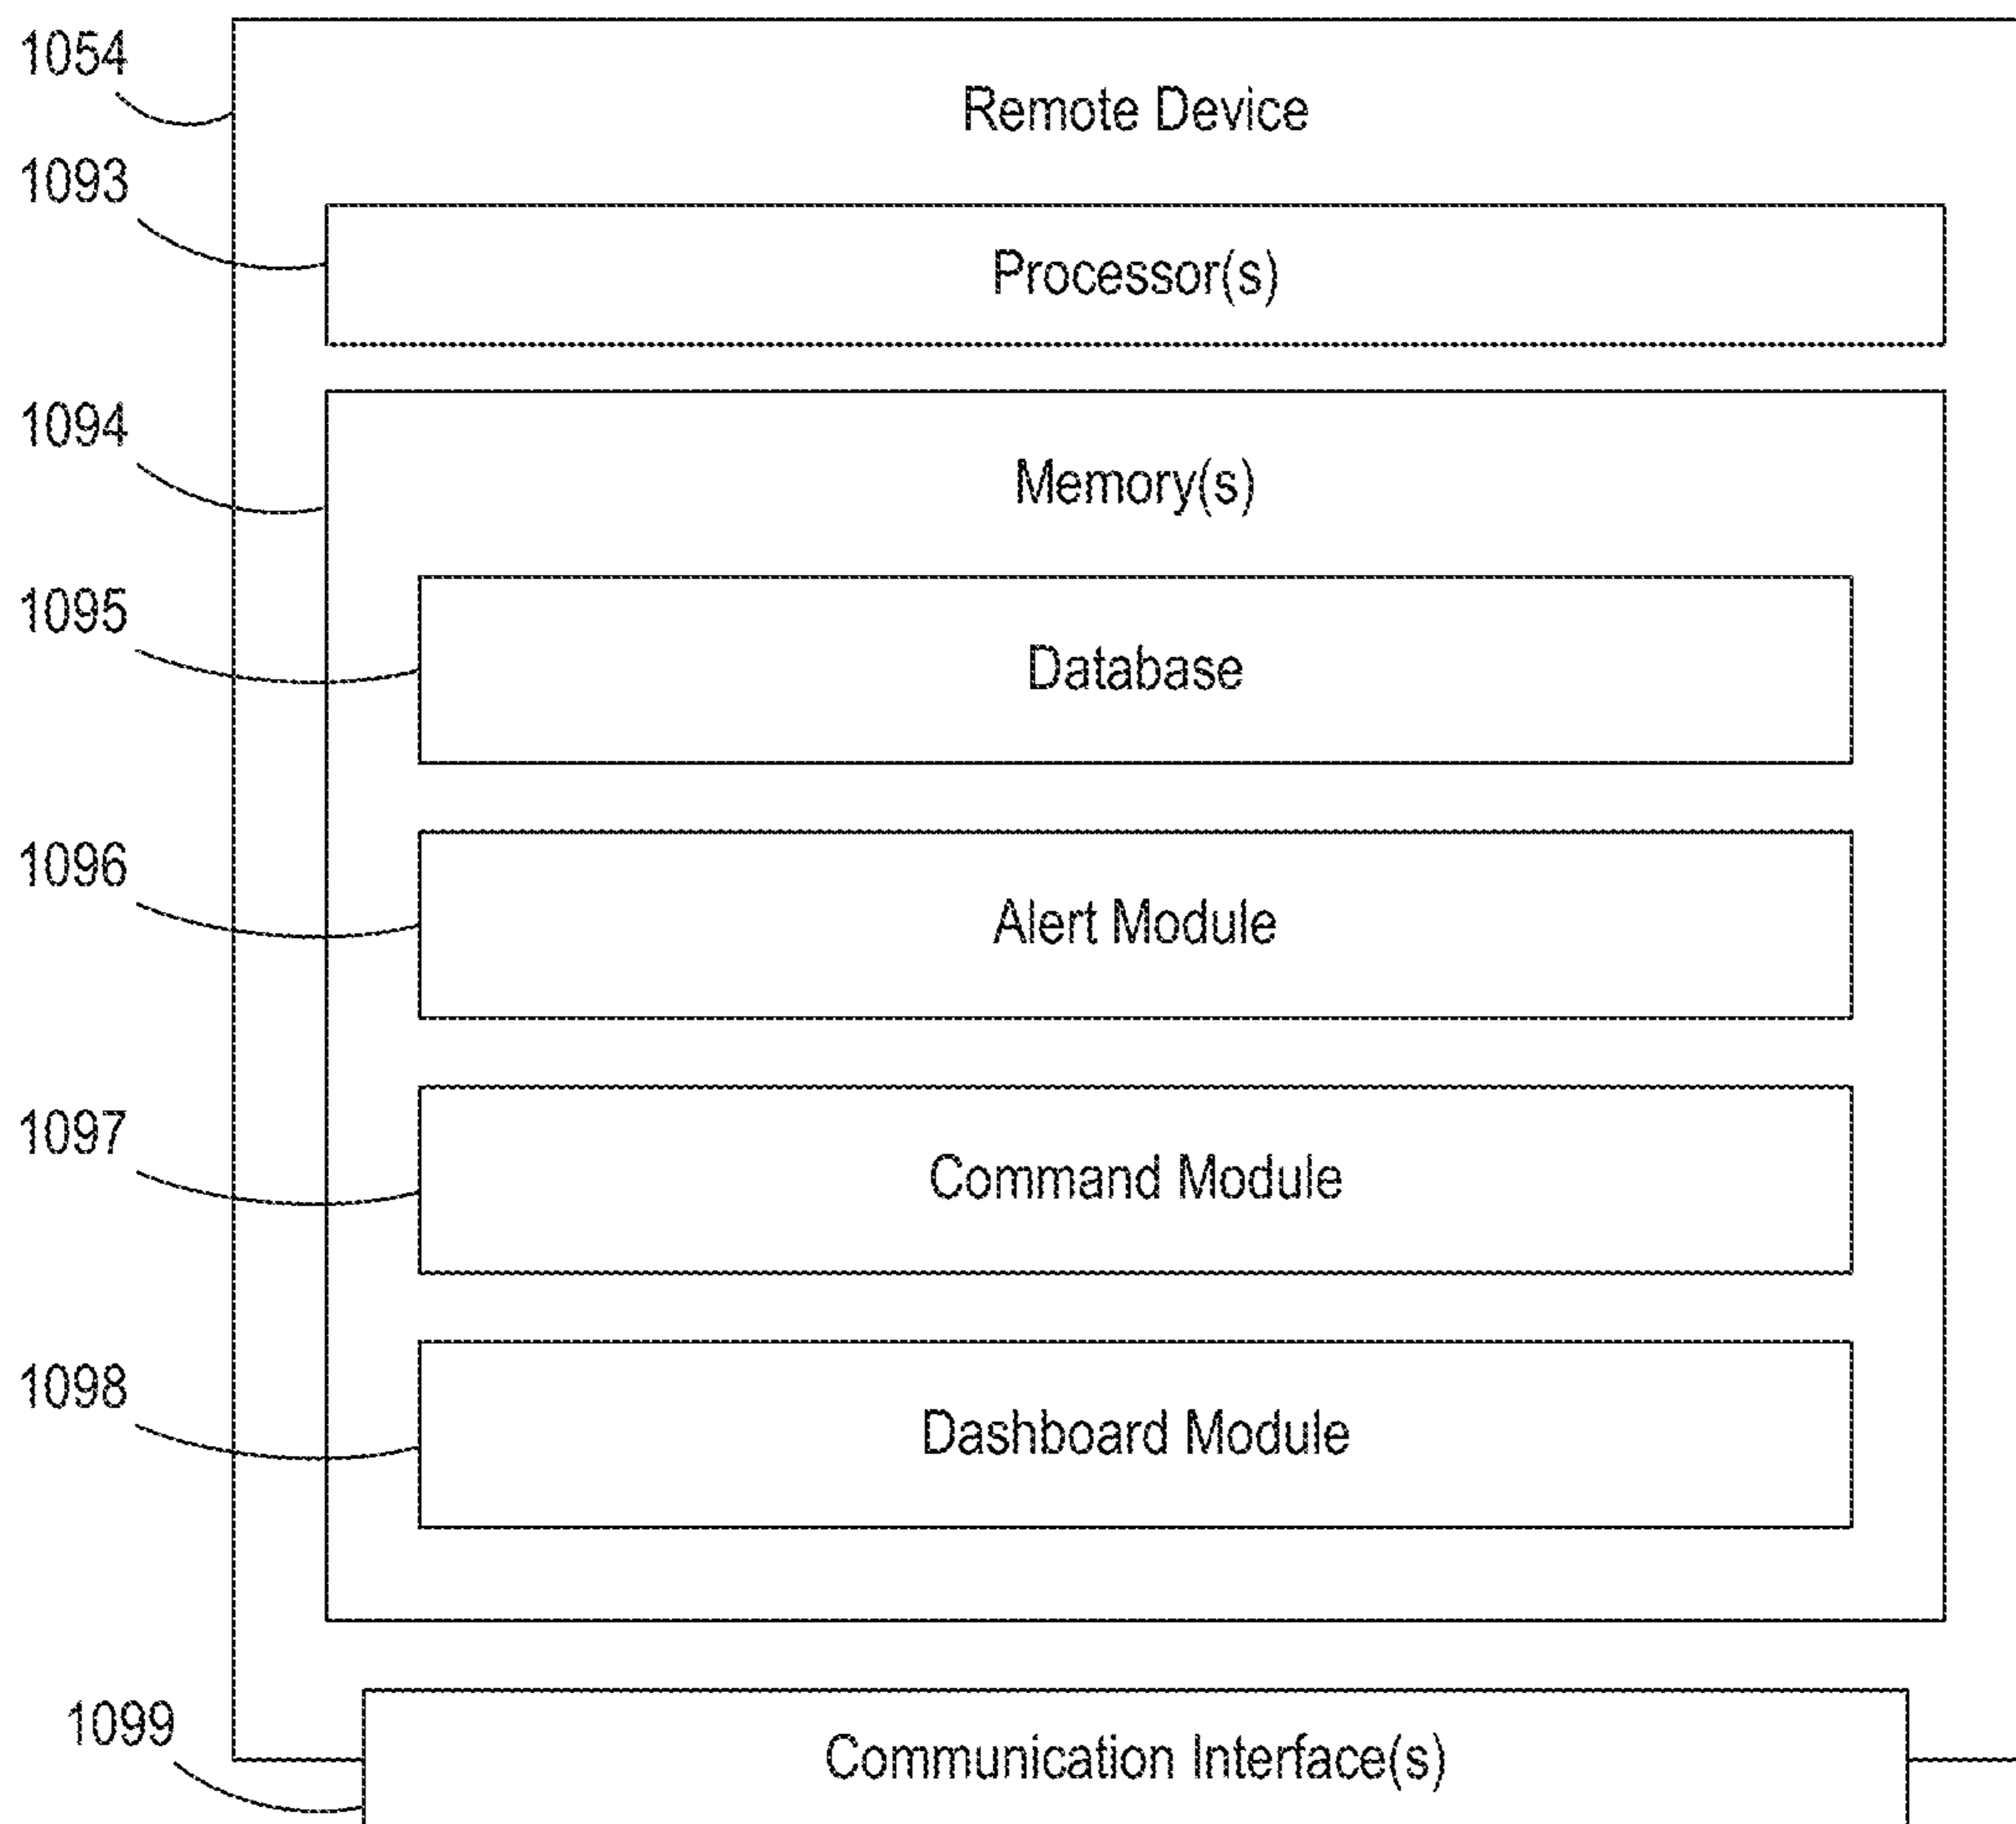 1054
Remote Device
1093
Processor(s)
1094
Memory(s)
1095
Database
1096
Alert Module
1097
Command Module
1098
Dashboard Module
1099
Communication Interface(s)